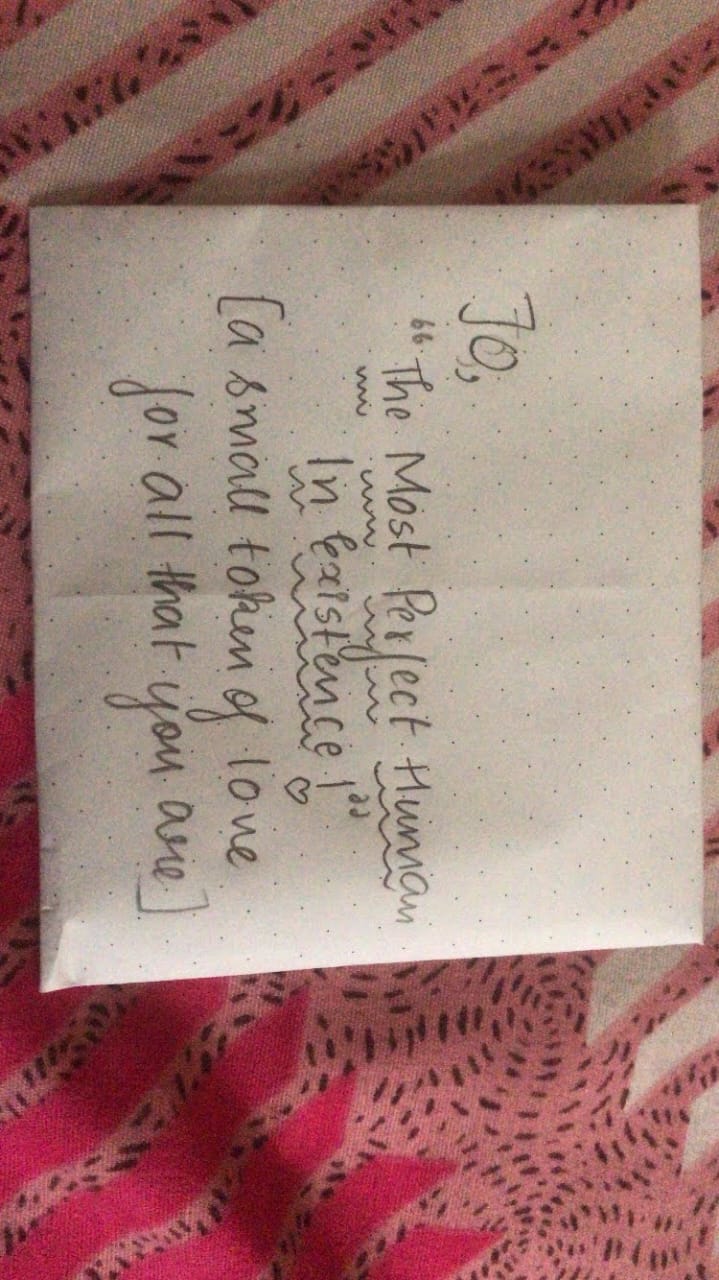 To,
"The Most Perfect Human
In Existence!" ♡
[a small token of love
for all that you are]